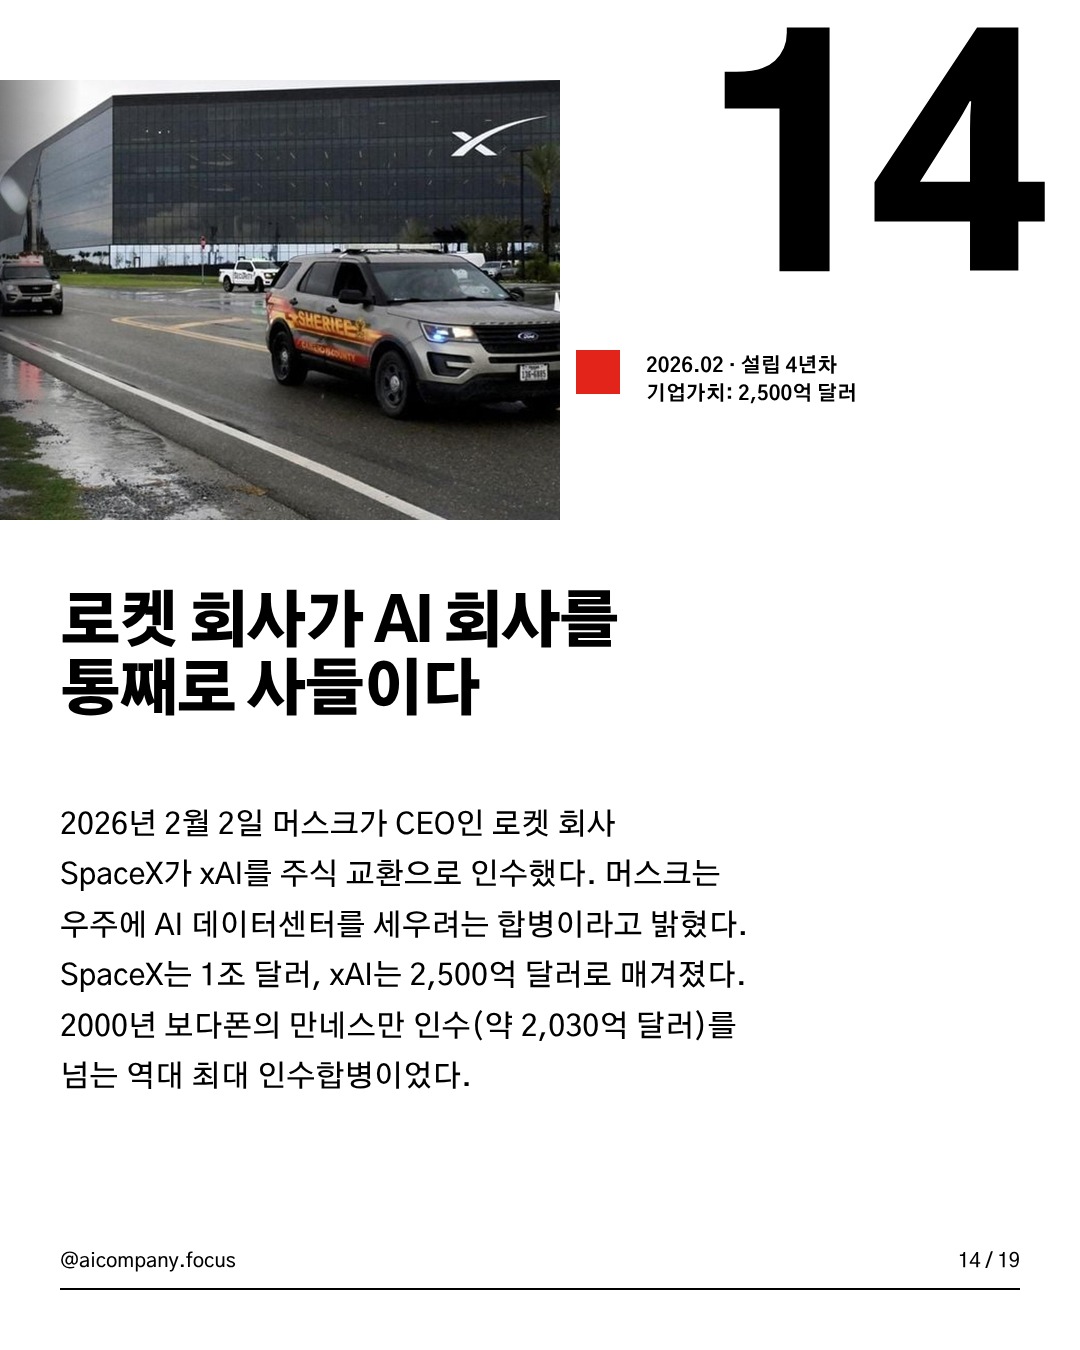 14
2026.02 · 설립 4년차
기업가치: 2,500억 달러
SHERIFF
로켓 회사가 AI 회사를
통째로 사들이다
2026년 2월 2일 머스크가 CEO인 로켓 회사
SpaceX가 xAI를 주식 교환으로 인수했다. 머스크는
우주에 AI 데이터센터를 세우려는 합병이라고 밝혔다.
SpaceX는 1조 달러, xAI는 2,500억 달러로 매겨졌다.
2000년 보다폰의 만네스만 인수(약 2,030억 달러)를
넘는 역대 최대 인수합병이었다.
@aicompany.focus
14 / 19